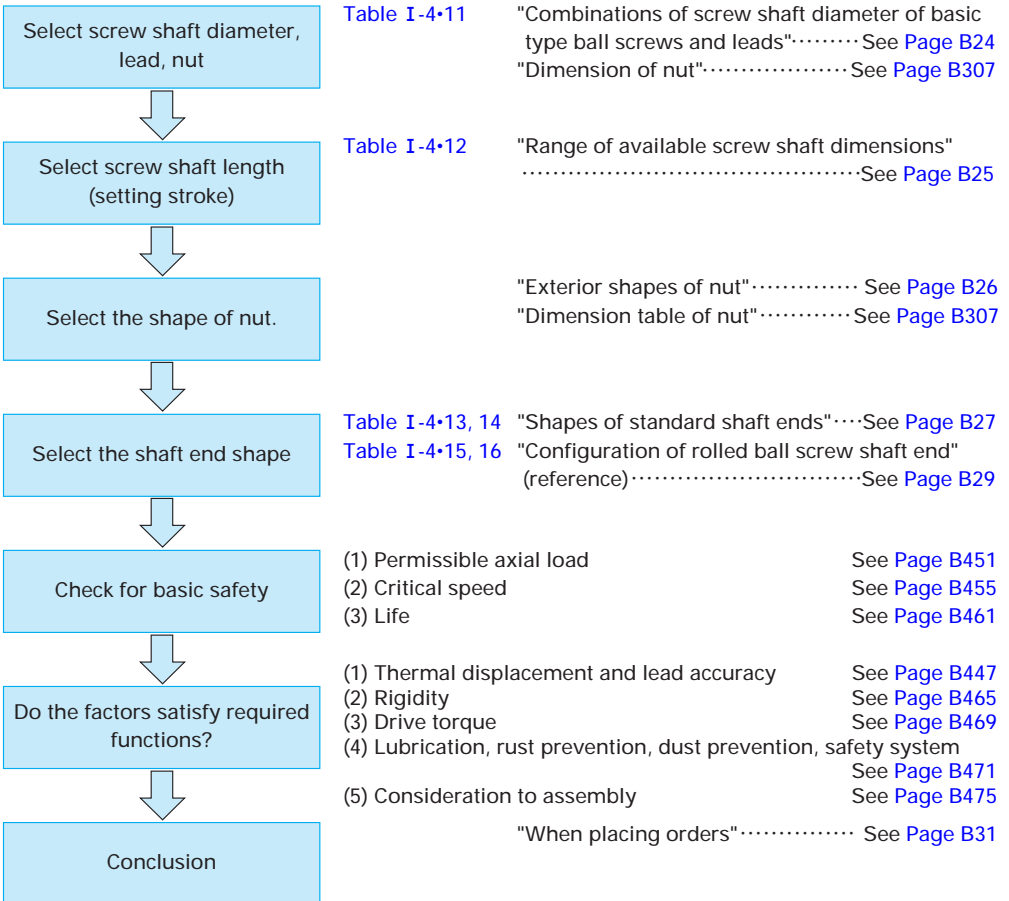 Select screw shaft diameter,
lead, nut
Table I-4•11 "Combinations of screw shaft diameter of basic
type ball screws and leads"·········See Page B24
"Dimension of nut"···················See Page B307
Select screw shaft length
(setting stroke)
Table I-4•12 "Range of available screw shaft dimensions"
············································See Page B25
Select the shape of nut.
"Exterior shapes of nut"·············· See Page B26
"Dimension table of nut"············See Page B307
Select the shaft end shape
Table I-4•13, 14 "Shapes of standard shaft ends"····See Page B27
Table I-4•15, 16 "Configuration of rolled ball screw shaft end"
(reference)······························See Page B29
Check for basic safety
(1) Permissible axial load See Page B451
(2) Critical speed See Page B455
(3) Life See Page B461
Do the factors satisfy required
functions?
(1) Thermal displacement and lead accuracy See Page B447
(2) Rigidity See Page B465
(3) Drive torque See Page B469
(4) Lubrication, rust prevention, dust prevention, safety system
See Page B471
(5) Consideration to assembly See Page B475
Conclusion
"When placing orders"··············· See Page B31